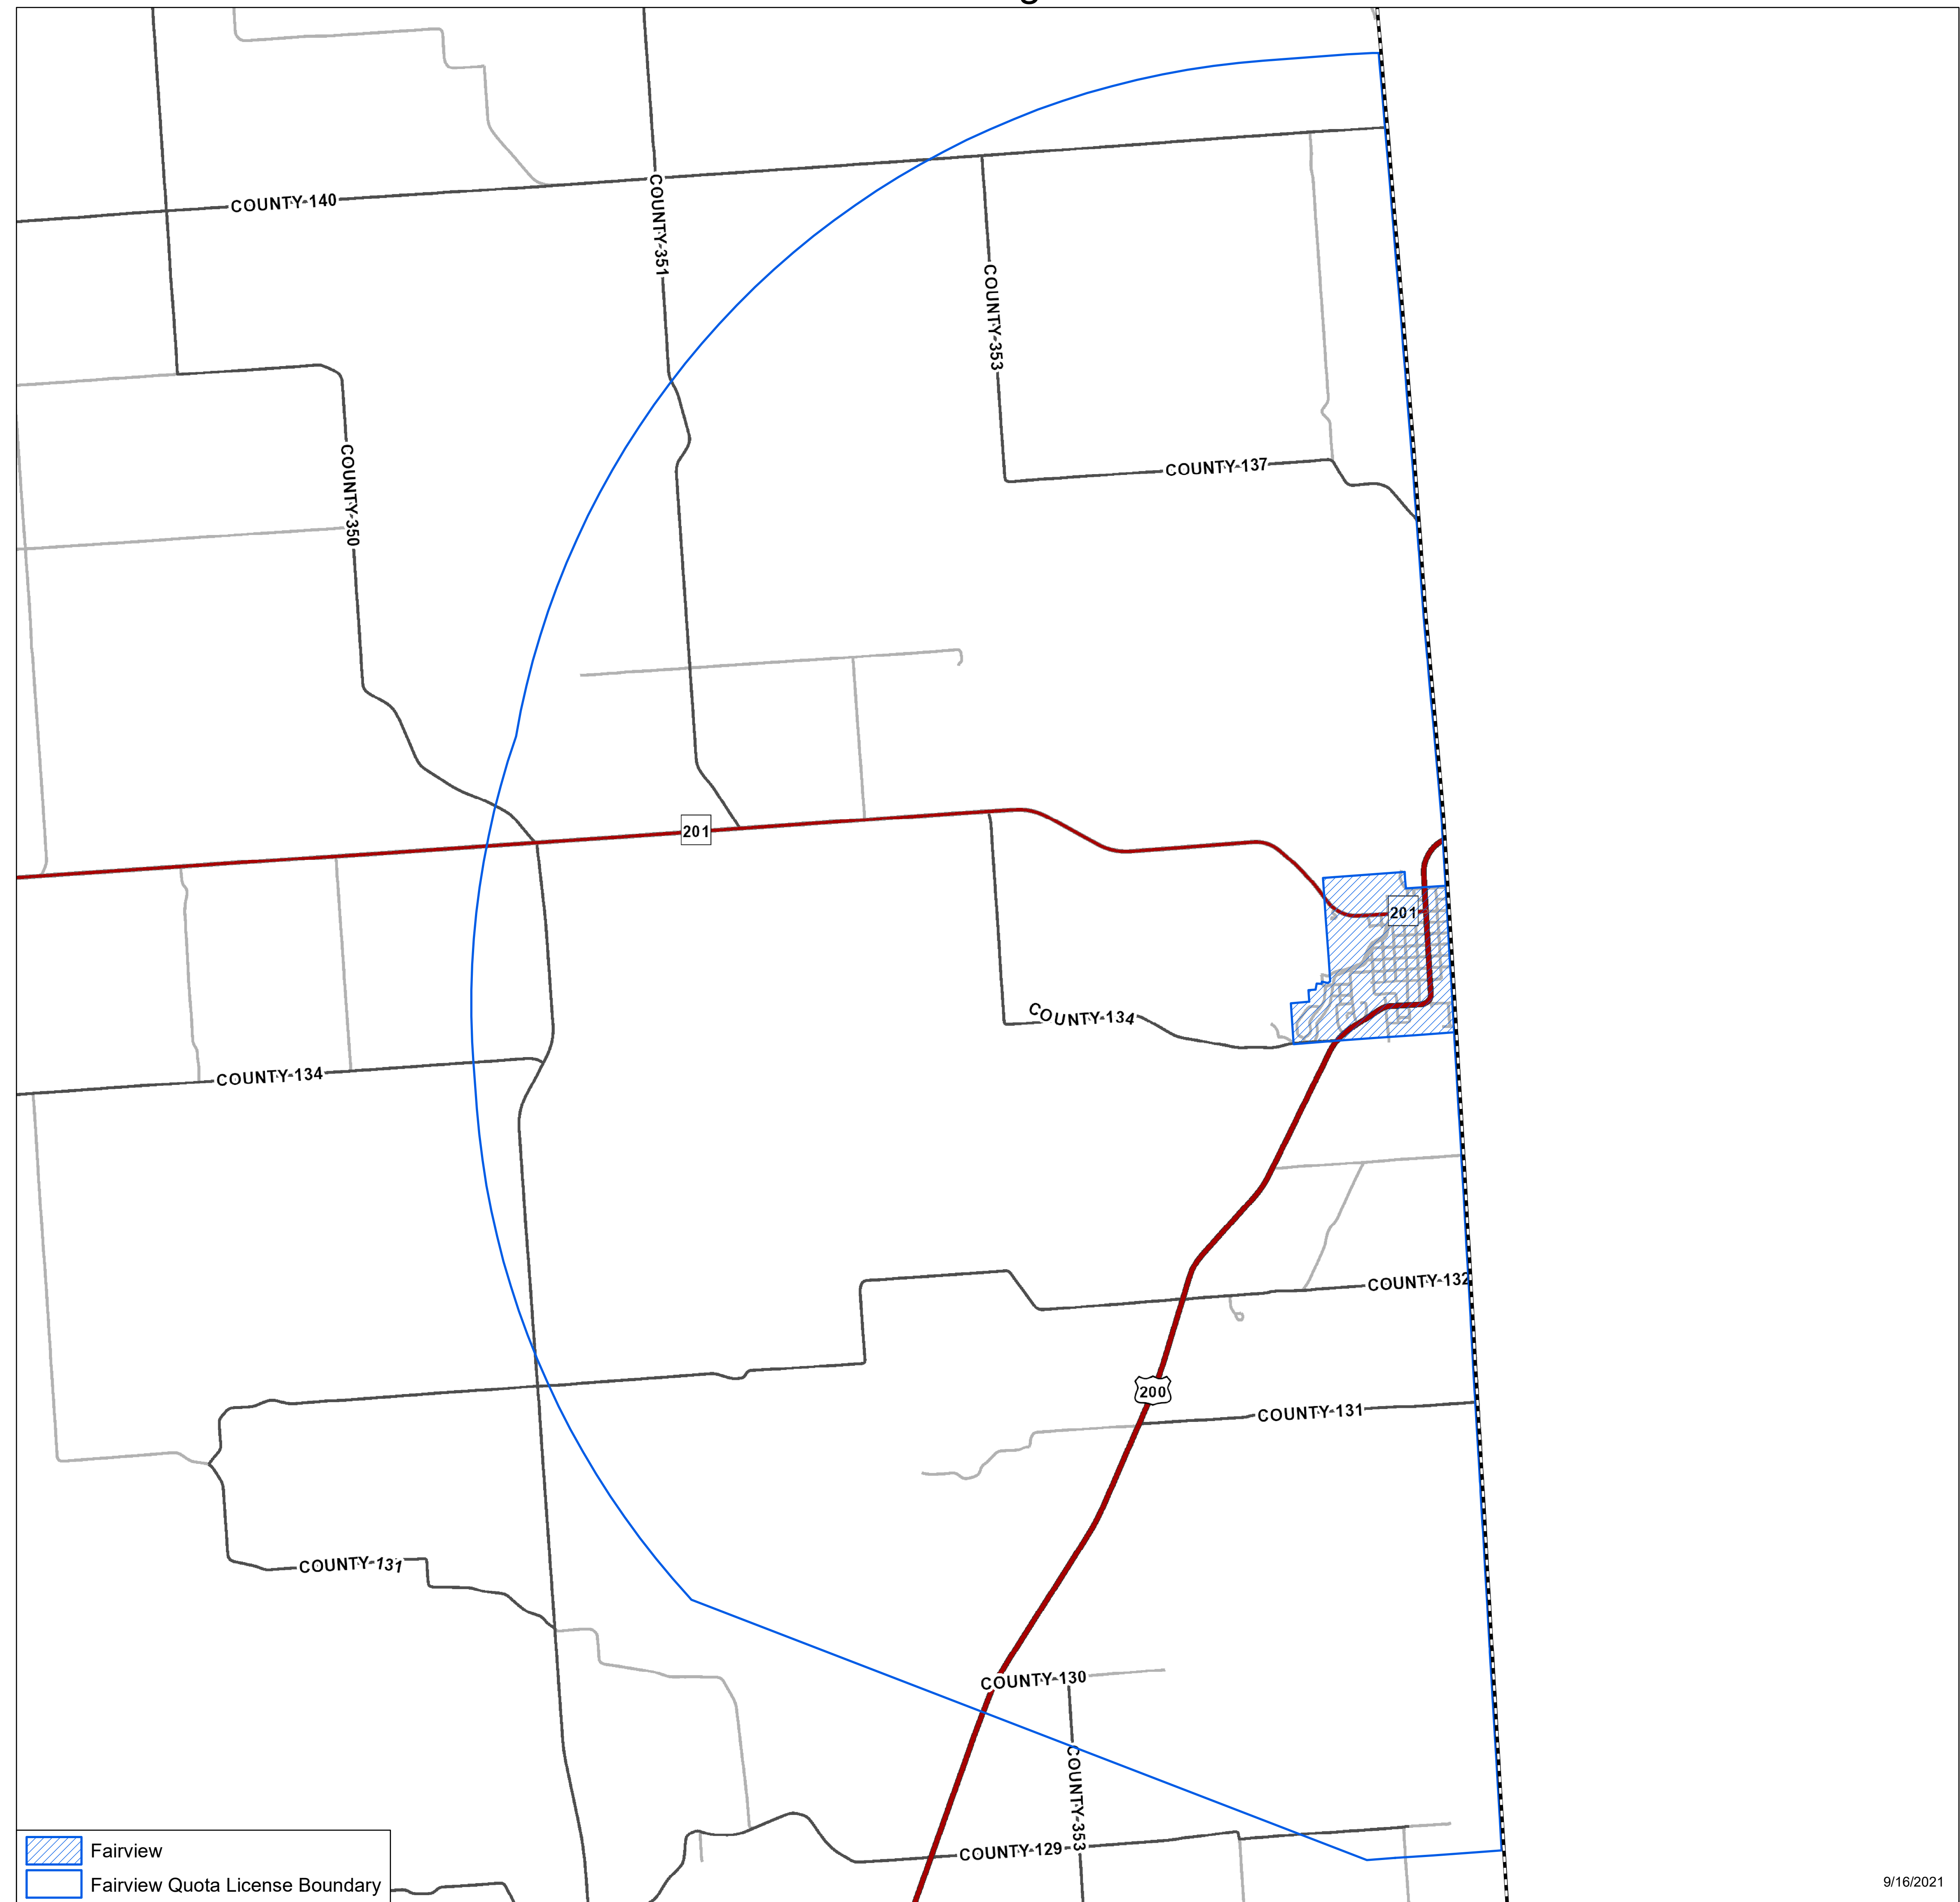 COUNTY-140
COUNTY-351
COUNTY-353
COUNTY-137
COUNTY-350
201
201
COUNTY-134
COUNTY-134
COUNTY-132
200
COUNTY-131
COUNTY-131
COUNTY-130
COUNTY-353
COUNTY-129
Fairview
Fairview Quota License Boundary
9/16/2021